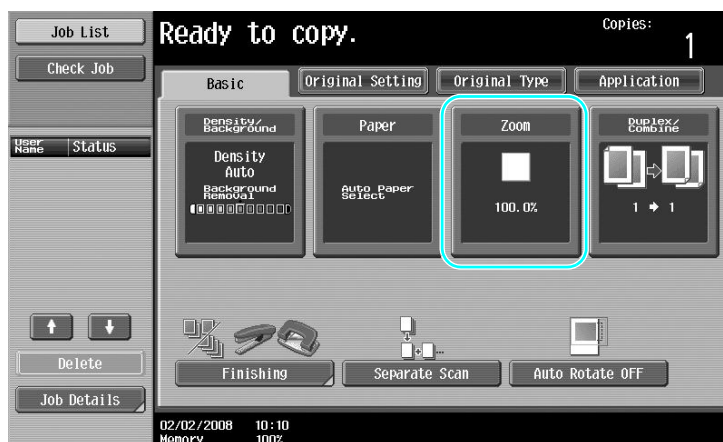 Job List
Ready to copy.
Copies:
1
Check Job
Basic
Original Setting
Original Type
Application
User Name
Status
Density/
Background
Paper
Zoom
Duplex/
Combine
Density
Auto
Background
Removal
Auto Paper
Select
100.0%
1 → 1
Delete
Finishing
Separate Scan
Auto Rotate OFF
Job Details
02/02/2008 10:10
Memory 100%